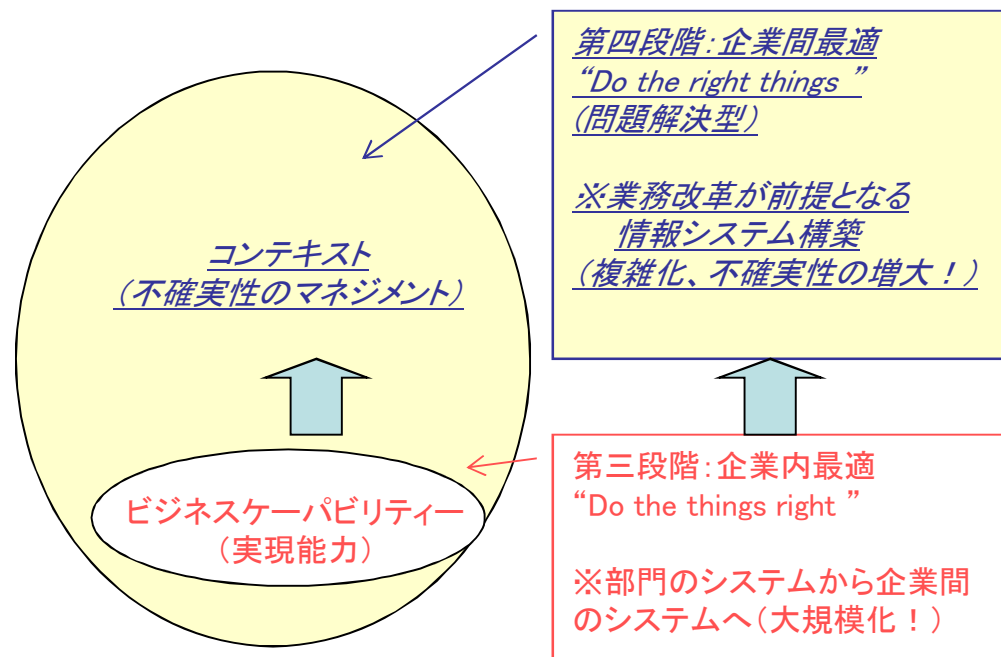 コンテキスト
（不確実性のマネジメント）
ビジネスケーパビリティー
（実現能力）
第四段階：企業間最適
“Do the right things ”
（問題解決型）
※業務改革が前提となる
情報システム構築
（複雑化、不確実性の増大！）
第三段階：企業内最適
“Do the things right ”
※部門のシステムから企業間
のシステムへ（大規模化！）